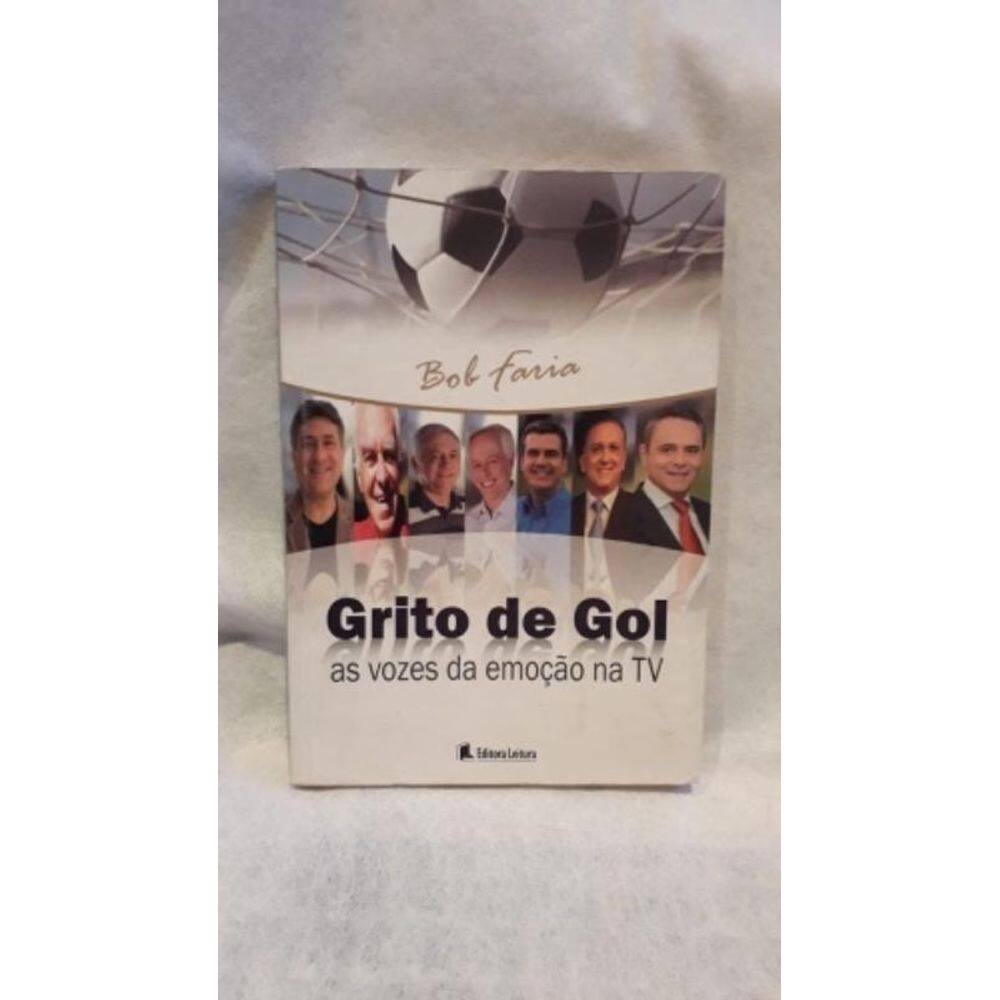 Bob Faria
Grito de Gol
as vozes da emoção na TV
Editora Leitura